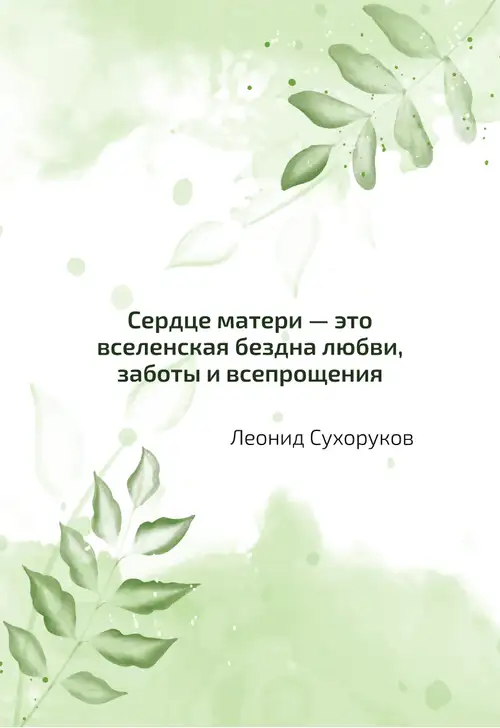 Сердце матери — это
вселенская бездна любви,
заботы и всепрощения
Леонид Сухоруков